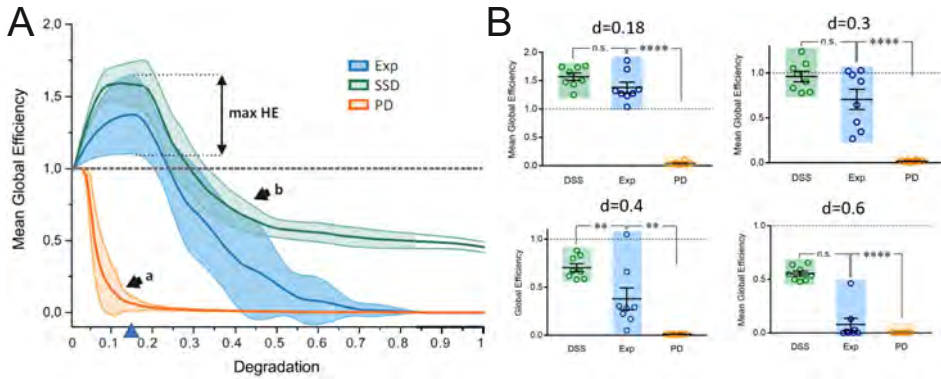 A
2.0
1.5
1.0
0.5
0.0
Mean Global Efficiency
Exp
SSD
PD
max HE
b
a
0 0.1 0.2 0.3 0.4 0.5 0.6 0.7 0.8 0.9 1
Degradation
B
d=0.18
n.s. ****
2.0
1.5
1.0
0.5
0.0
Mean Global Efficiency
DSS Exp PD
d=0.3
n.s. ****
1.0
0.5
0.0
Mean Global Efficiency
DSS Exp PD
d=0.4
** **
1.0
0.5
0.0
Global Efficiency
DSS Exp PD
d=0.6
n.s. ****
1.0
0.5
0.0
Mean Global Efficiency
DSS Exp PD